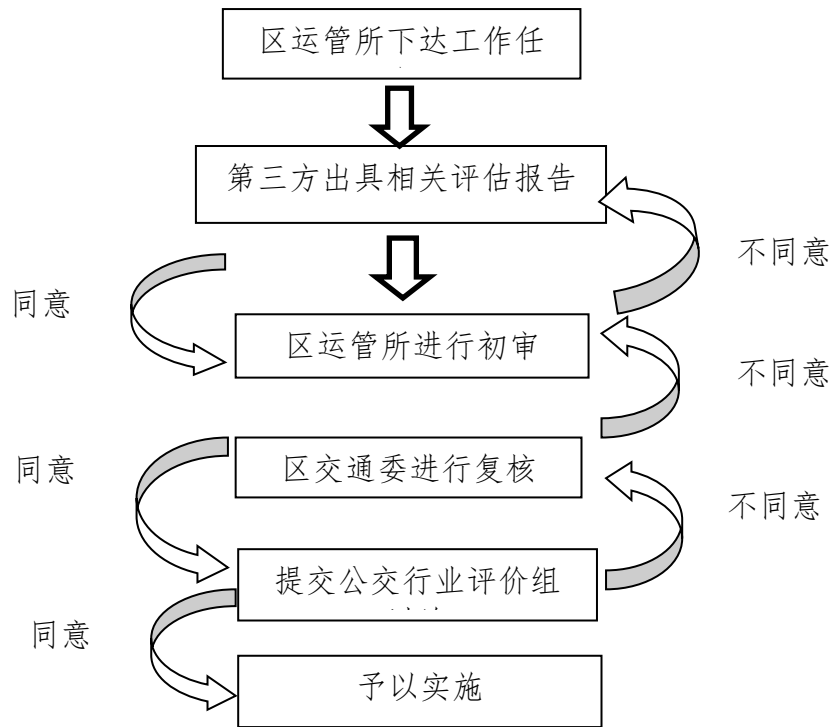 区运管所下达工作任
第三方出具相关评估报告
不同意
同意
区运管所进行初审
不同意
同意
区交通委进行复核
不同意
提交公交行业评价组
同意
予以实施